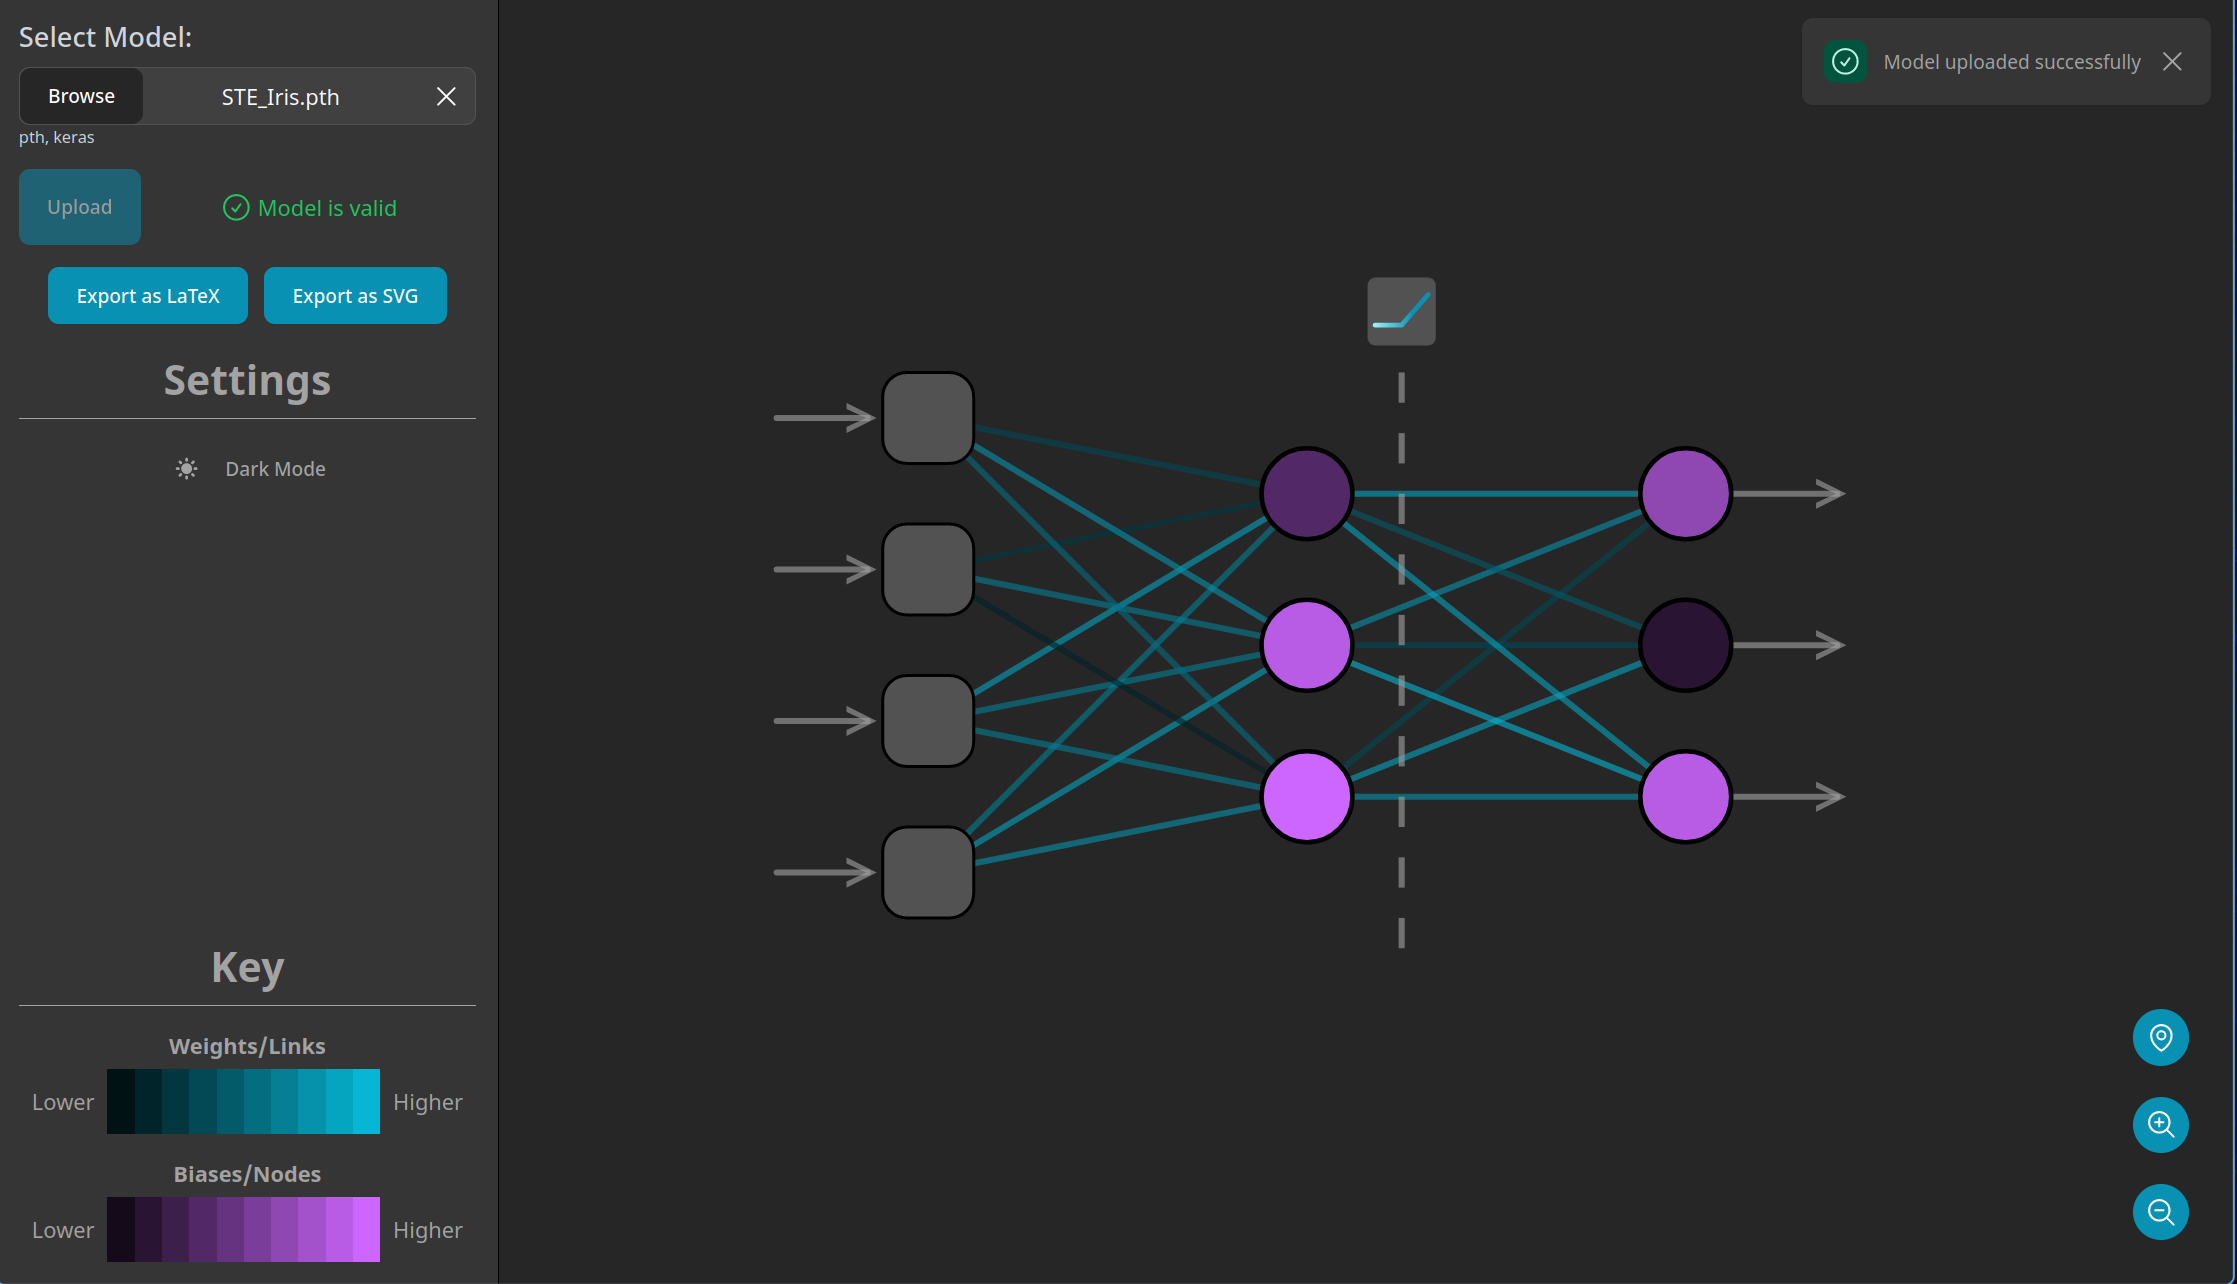 Select Model:
Browse
STE_Iris.pth
pth, keras
Upload
Model is valid
Export as LaTeX
Export as SVG
Settings
Dark Mode
Key
Weights/Links
Lower
Higher
Biases/Nodes
Lower
Higher
Model uploaded successfully